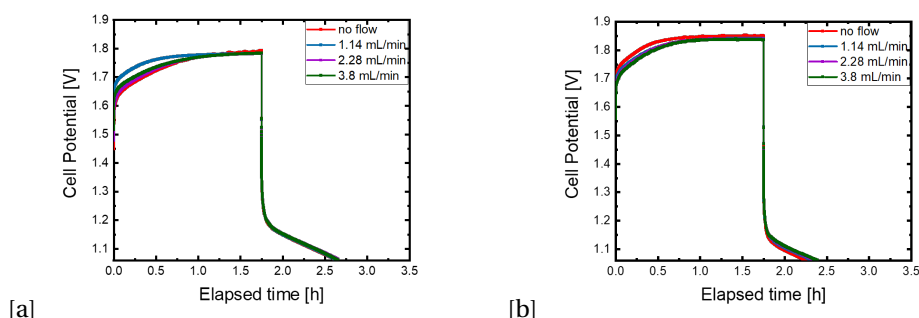 1.9
1.8
1.7
1.6
1.5
1.4
1.3
1.2
1.1
Cell Potential [V]
no flow
1.14 mL/min
2.28 mL/min
3.8 mL/min
0.0 0.5 1.0 1.5 2.0 2.5 3.0 3.5
Elapsed time [h]
[a]
1.9
1.8
1.7
1.6
1.5
1.4
1.3
1.2
1.1
Cell Potential [V]
no flow
1.14 mL/min
2.28 mL/min
3.8 mL/min
0.0 0.5 1.0 1.5 2.0 2.5 3.0 3.5
Elapsed time [h]
[b]